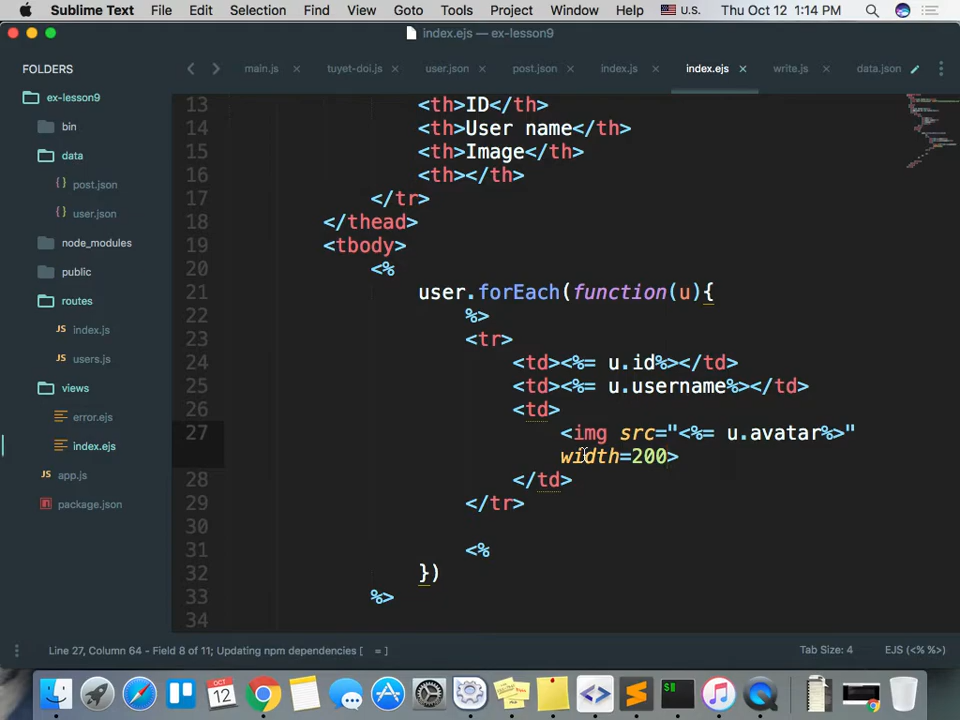 Sublime Text File Edit Selection Find View Goto Tools Project Window Help U.S. Thu Oct 12 1:14 PM
index.ejs — ex-lesson9
FOLDERS
main.js × tuyet-doi.js × user.json × post.json × index.js × index.ejs × write.js × data.json
ex-lesson9
bin
data
{ } post.json
{ } user.json
node_modules
public
routes
JS index.js
JS users.js
views
error.ejs
index.ejs
JS app.js
package.json
13 <th>ID</th>
14 <th>User name</th>
15 <th>Image</th>
16 <th></th>
17 </tr>
18 </thead>
19 <tbody>
20 <%
21 user.forEach(function(u){
22 %>
23 <tr>
24 <td><%= u.id%></td>
25 <td><%= u.username%></td>
26 <td>
27 <img src="<%= u.avatar%>"
width=200>
28 </td>
29 </tr>
30
31 <%
32 })
33 %>
34
Line 27, Column 64 - Field 8 of 11; Updating npm dependencies [ = ] Tab Size: 4 EJS (<% %>)
OCT
12
$